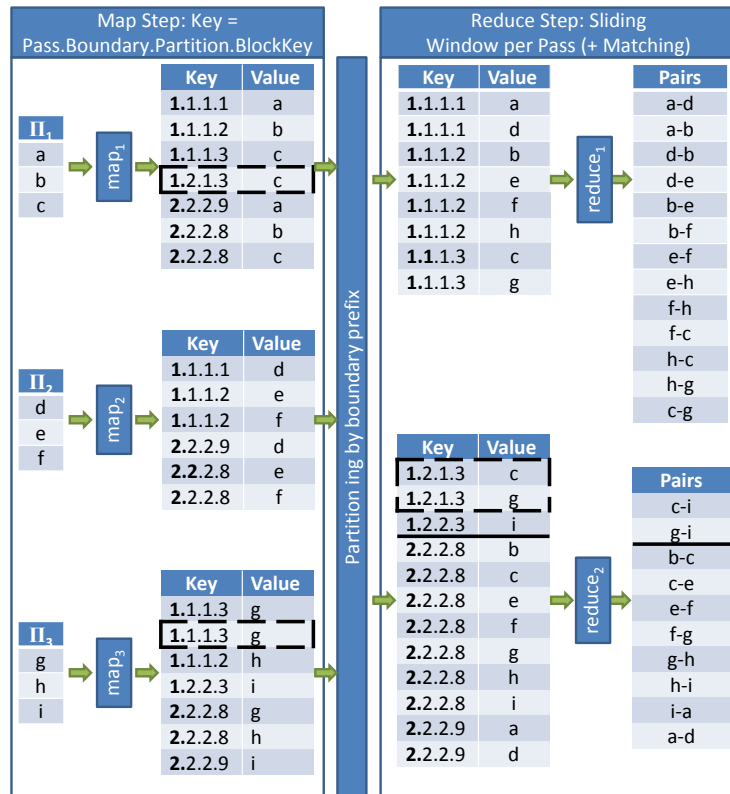 Map Step: Key =
Pass.Boundary.Partition.BlockKey
Π1
a
b
c
map1
Key Value
1.1.1.1 a
1.1.1.2 b
1.1.1.3 c
1.2.1.3 c
2.2.2.9 a
2.2.2.8 b
2.2.2.8 c
Π2
d
e
f
map2
Key Value
1.1.1.1 d
1.1.1.2 e
1.1.1.2 f
2.2.2.9 d
2.2.2.8 e
2.2.2.8 f
Π3
g
h
i
map3
Key Value
1.1.1.3 g
1.1.1.3 g
1.1.1.2 h
1.2.2.3 i
2.2.2.8 g
2.2.2.8 h
2.2.2.9 i
Partition ing by boundary prefix
Reduce Step: Sliding
Window per Pass (+ Matching)
Key Value
1.1.1.1 a
1.1.1.1 d
1.1.1.2 b
1.1.1.2 e
1.1.1.2 f
1.1.1.2 h
1.1.1.3 c
1.1.1.3 g
reduce1
Pairs
a-d
a-b
d-b
d-e
b-e
b-f
e-f
e-h
f-h
f-c
h-c
h-g
c-g
Key Value
1.2.1.3 c
1.2.1.3 g
1.2.2.3 i
2.2.2.8 b
2.2.2.8 c
2.2.2.8 e
2.2.2.8 f
2.2.2.8 g
2.2.2.8 h
2.2.2.8 i
2.2.2.9 a
2.2.2.9 d
reduce2
Pairs
c-i
g-i
b-c
c-e
e-f
f-g
g-h
h-i
i-a
a-d